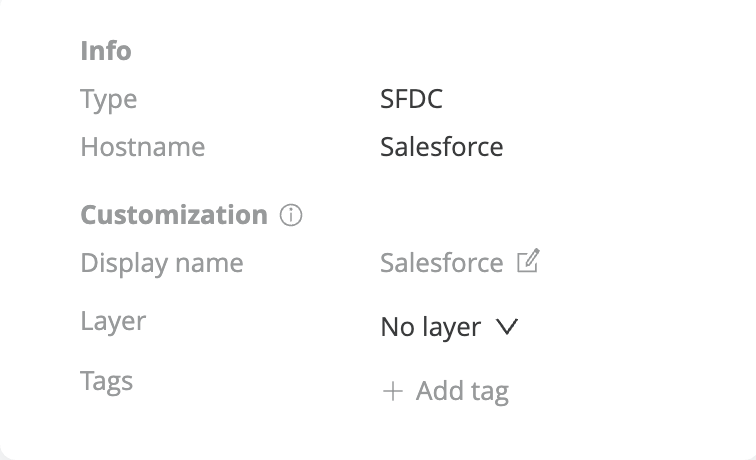 Info
Type SFDC
Hostname Salesforce
Customization
Display name Salesforce
Layer No layer
Tags + Add tag